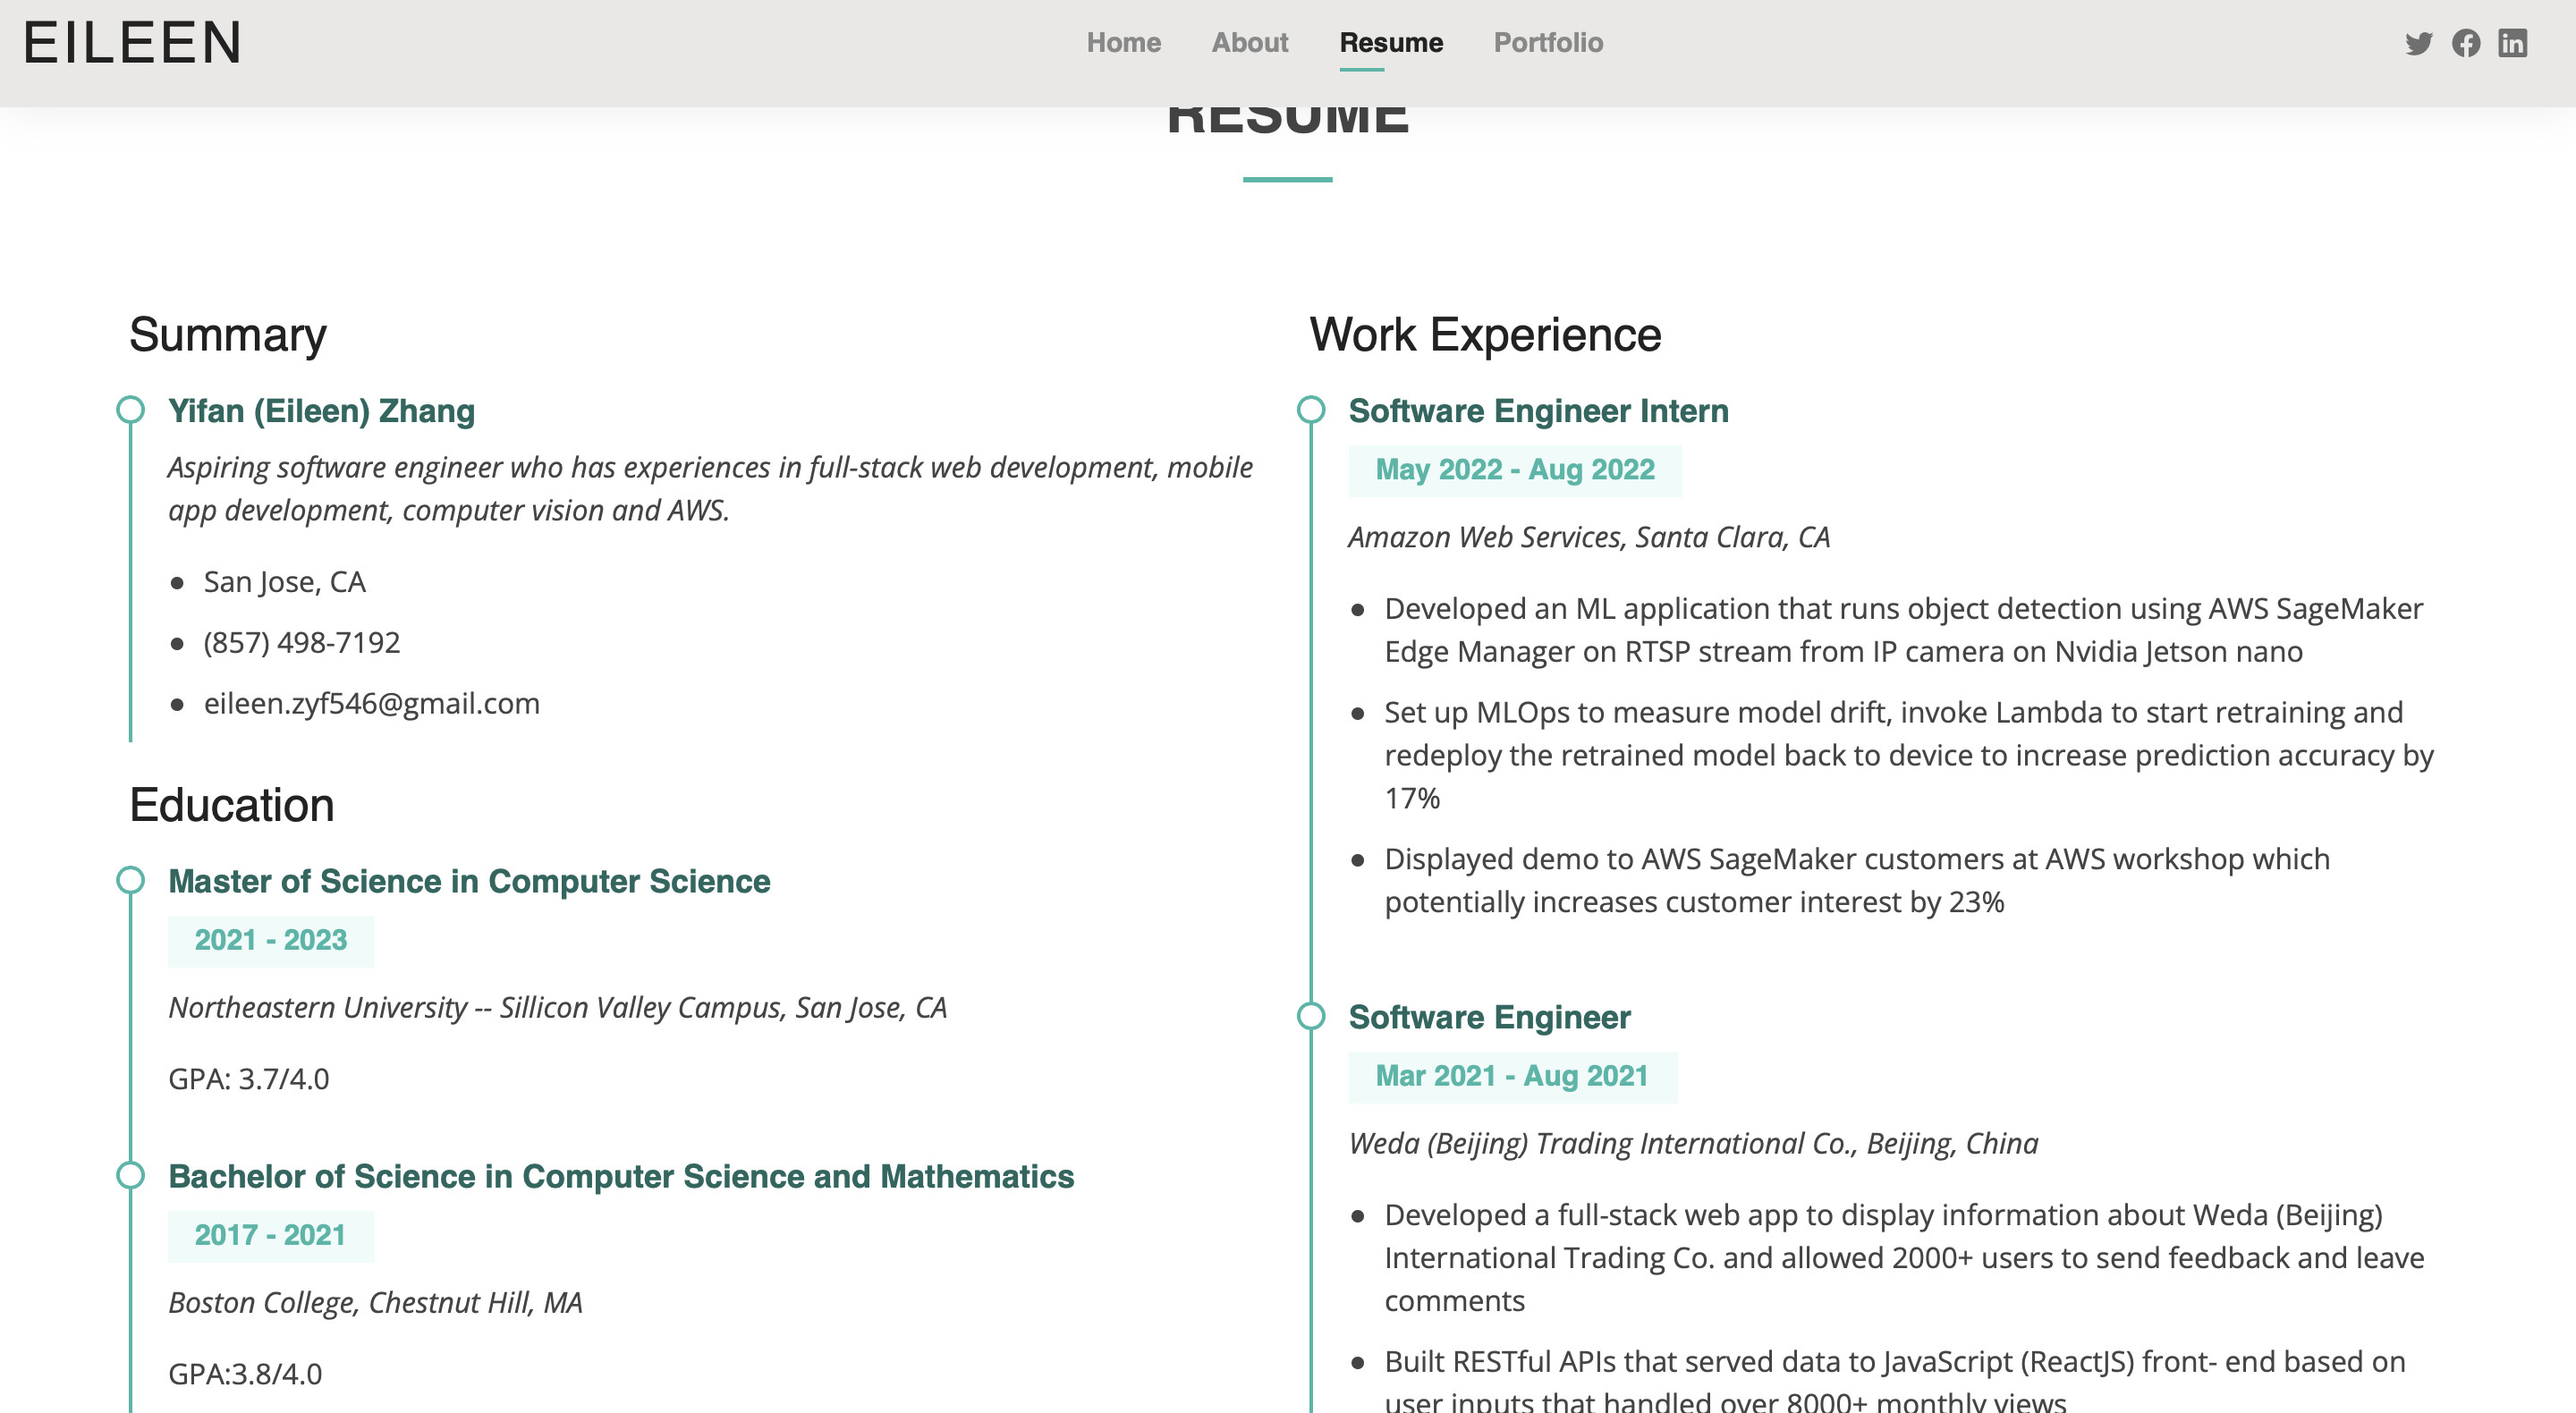 EILEEN
Home About Resume Portfolio
RESUME
Summary
Yifan (Eileen) Zhang
Aspiring software engineer who has experiences in full-stack web development, mobile
app development, computer vision and AWS.
● San Jose, CA
● (857) 498-7192
● eileen.zyf546@gmail.com
Education
Master of Science in Computer Science
2021 - 2023
Northeastern University -- Sillicon Valley Campus, San Jose, CA
GPA: 3.7/4.0
Bachelor of Science in Computer Science and Mathematics
2017 - 2021
Boston College, Chestnut Hill, MA
GPA:3.8/4.0
Work Experience
Software Engineer Intern
May 2022 - Aug 2022
Amazon Web Services, Santa Clara, CA
● Developed an ML application that runs object detection using AWS SageMaker
Edge Manager on RTSP stream from IP camera on Nvidia Jetson nano
● Set up MLOps to measure model drift, invoke Lambda to start retraining and
redeploy the retrained model back to device to increase prediction accuracy by
17%
● Displayed demo to AWS SageMaker customers at AWS workshop which
potentially increases customer interest by 23%
Software Engineer
Mar 2021 - Aug 2021
Weda (Beijing) Trading International Co., Beijing, China
● Developed a full-stack web app to display information about Weda (Beijing)
International Trading Co. and allowed 2000+ users to send feedback and leave
comments
● Built RESTful APIs that served data to JavaScript (ReactJS) front- end based on
user inputs that handled over 8000+ monthly views